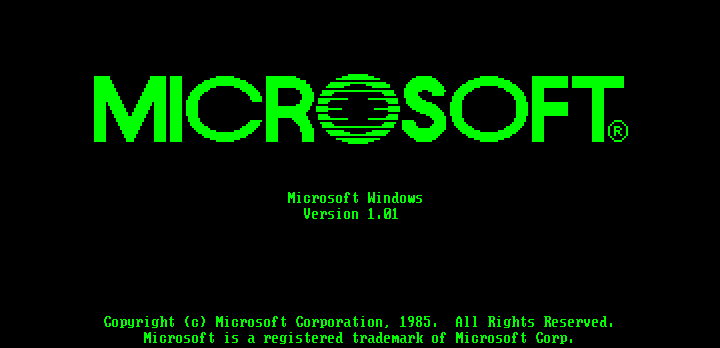 MICROSOFT®
Microsoft Windows
Version 1.01
Copyright (c) Microsoft Corporation, 1985.  All Rights Reserved.
Microsoft is a registered trademark of Microsoft Corp.